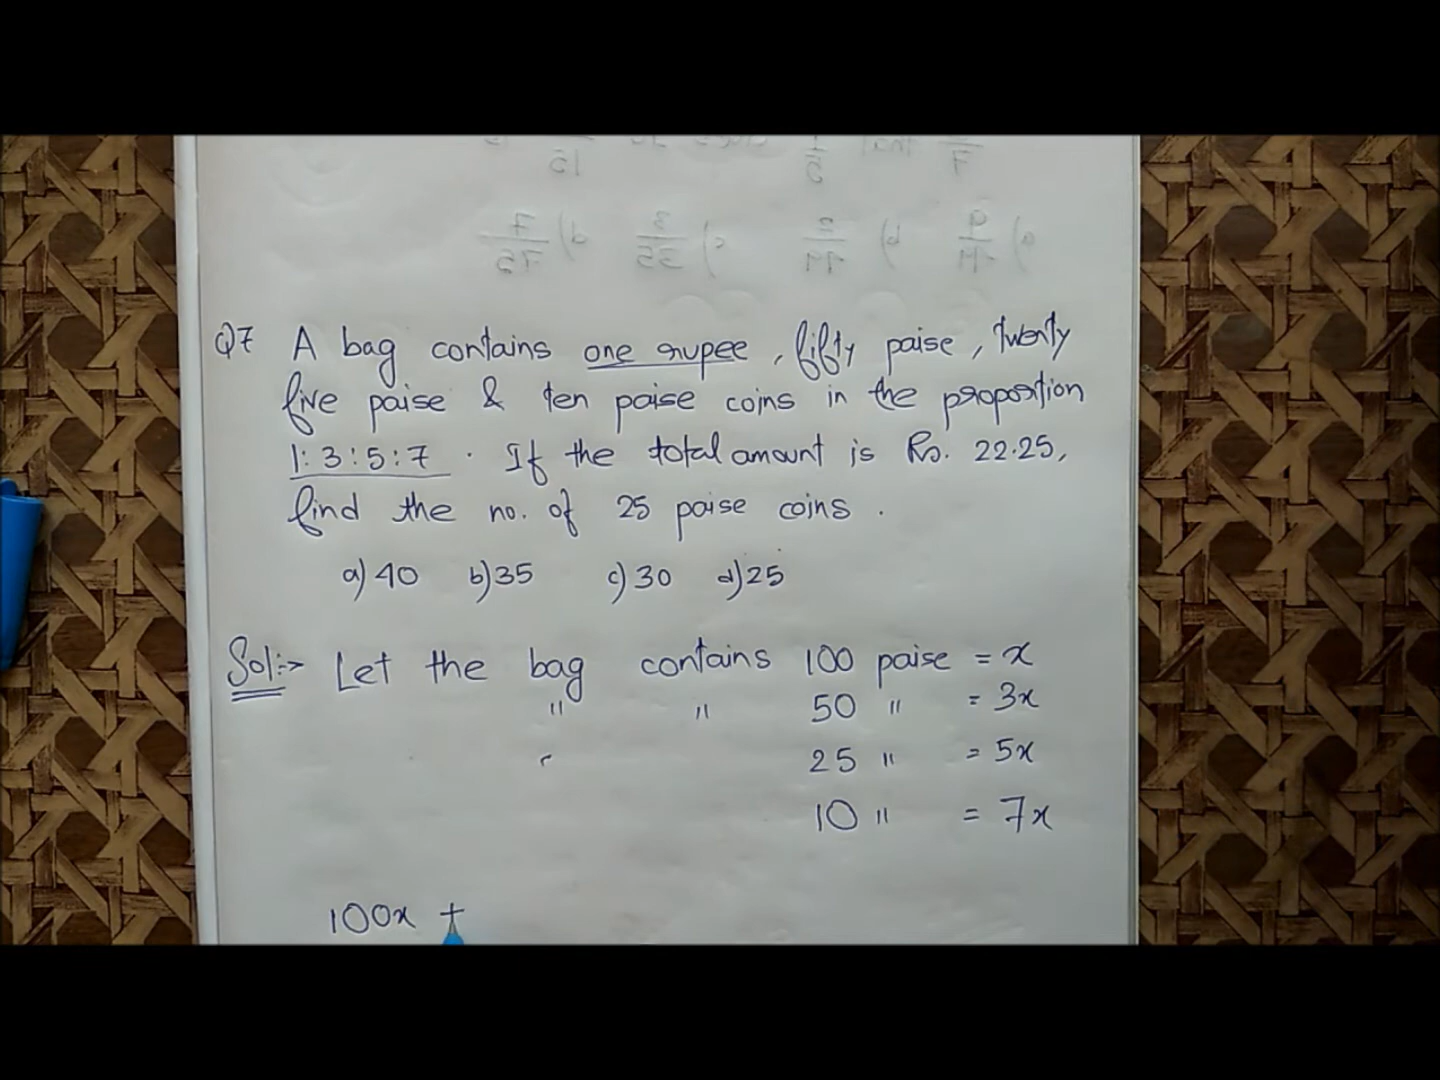 Q7 A bag contains one rupee, fifty paise, twenty
five paise & ten paise coins in the proportion
1:3:5:7. If the total amount is Rs. 22.25,
find the no. of 25 paise coins.
a) 40 b) 35 c) 30 d) 25
Sol:-> Let the bag contains 100 paise = x
" " 50 " = 3x
25 " = 5x
10 " = 7x
100x +